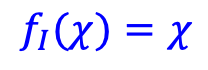 f_I(χ) = χ